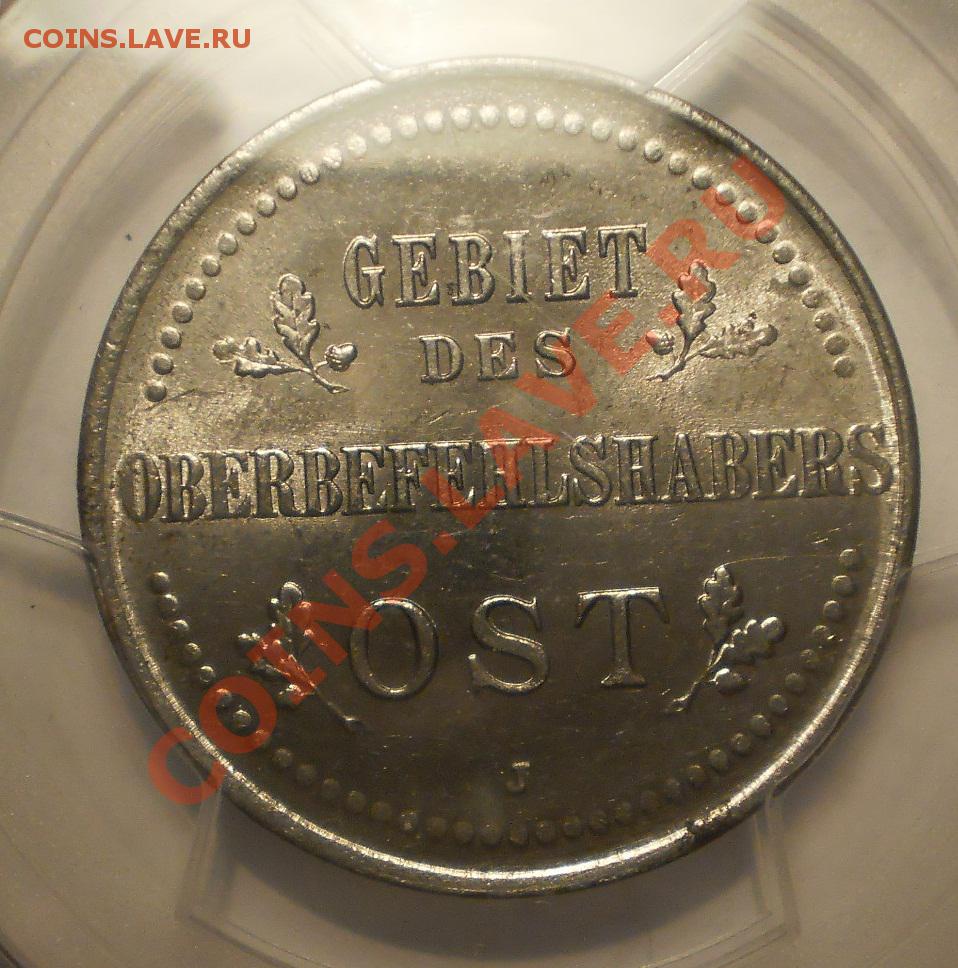 COINS.LAVE.RU
GEBIET
DES
OBERBEFEHLSHABERS
OST
J
COINS.LAVE.RU